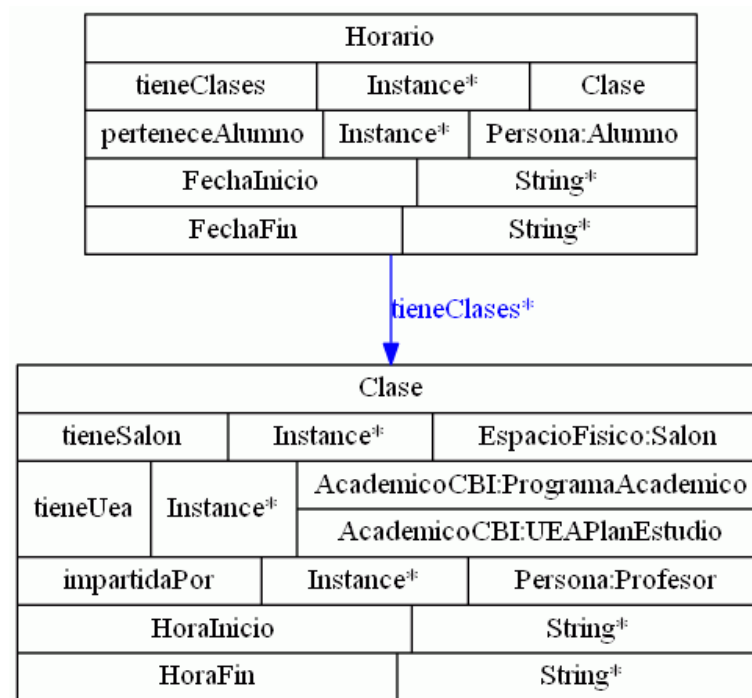 Horario
tieneClases Instance* Clase
perteneceAlumno Instance* Persona:Alumno
FechaInicio String*
FechaFin String*
tieneClases*
Clase
tieneSalon Instance* EspacioFisico:Salon
tieneUea Instance* AcademicoCBI:ProgramaAcademico
AcademicoCBI:UEAPlanEstudio
impartidaPor Instance* Persona:Profesor
HoraInicio String*
HoraFin String*